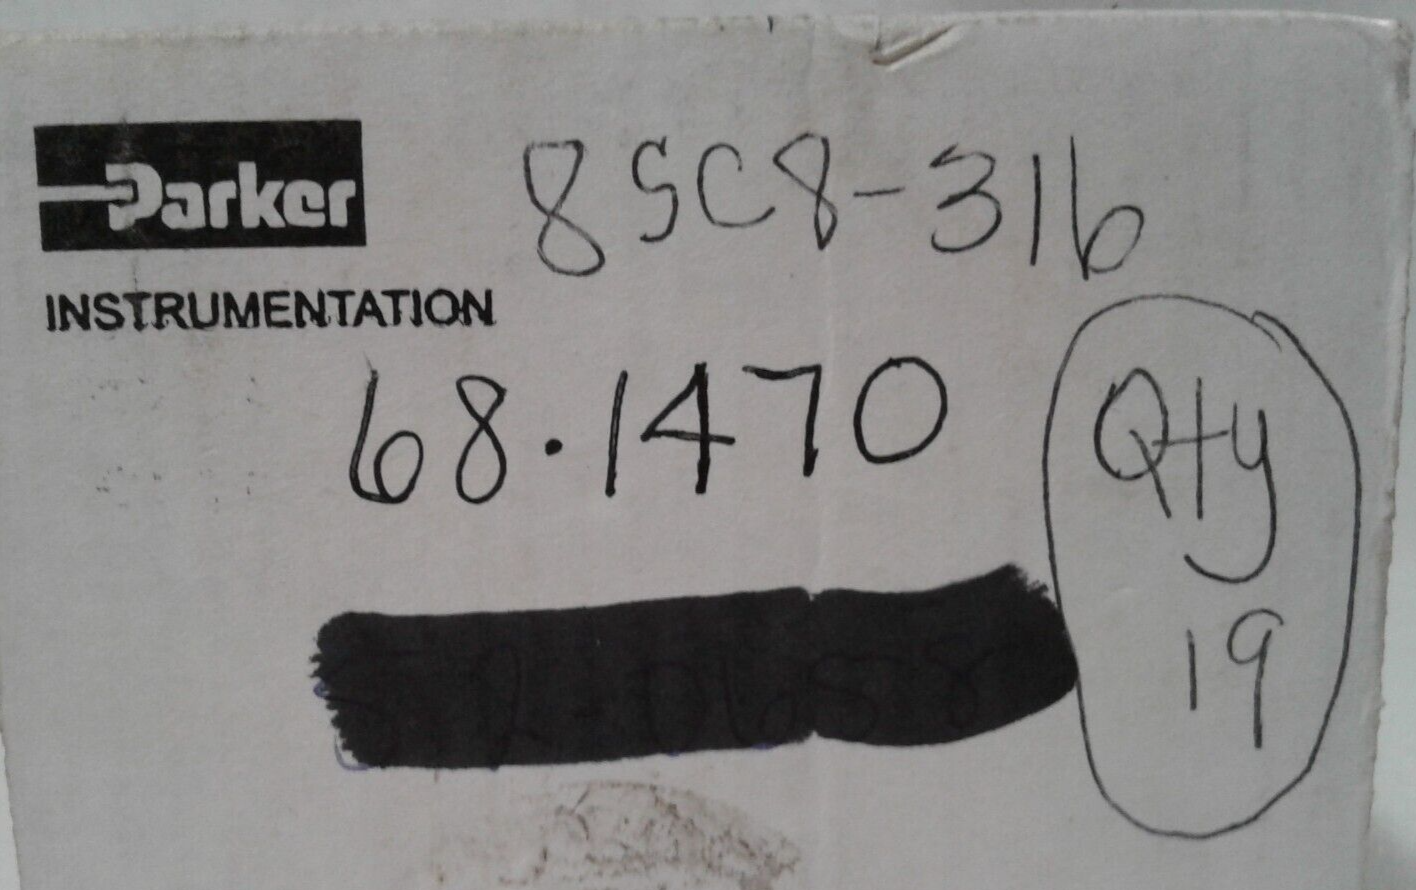 Parker
8SC8-316
INSTRUMENTATION
68.1470
Qty
19